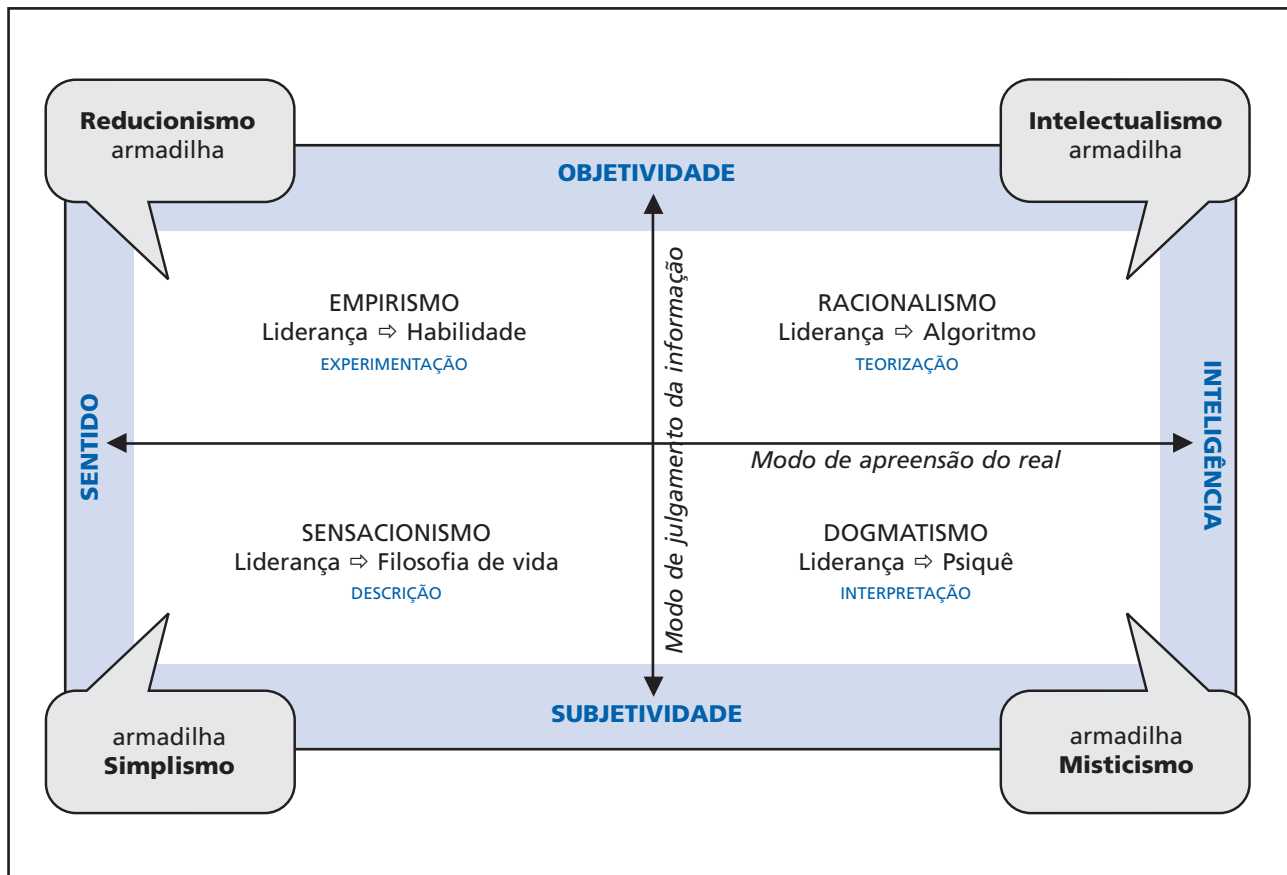 Reducionismo
armadilha
Intelectualismo
armadilha
OBJETIVIDADE
EMPIRISMO
Liderança ⇨ Habilidade
EXPERIMENTAÇÃO
RACIONALISMO
Liderança ⇨ Algoritmo
TEORIZAÇÃO
SENTIDO
Modo de julgamento da informação
Modo de apreensão do real
INTELIGÊNCIA
SENSACIONISMO
Liderança ⇨ Filosofia de vida
DESCRIÇÃO
DOGMATISMO
Liderança ⇨ Psiquê
INTERPRETAÇÃO
SUBJETIVIDADE
armadilha
Simplismo
armadilha
Misticismo